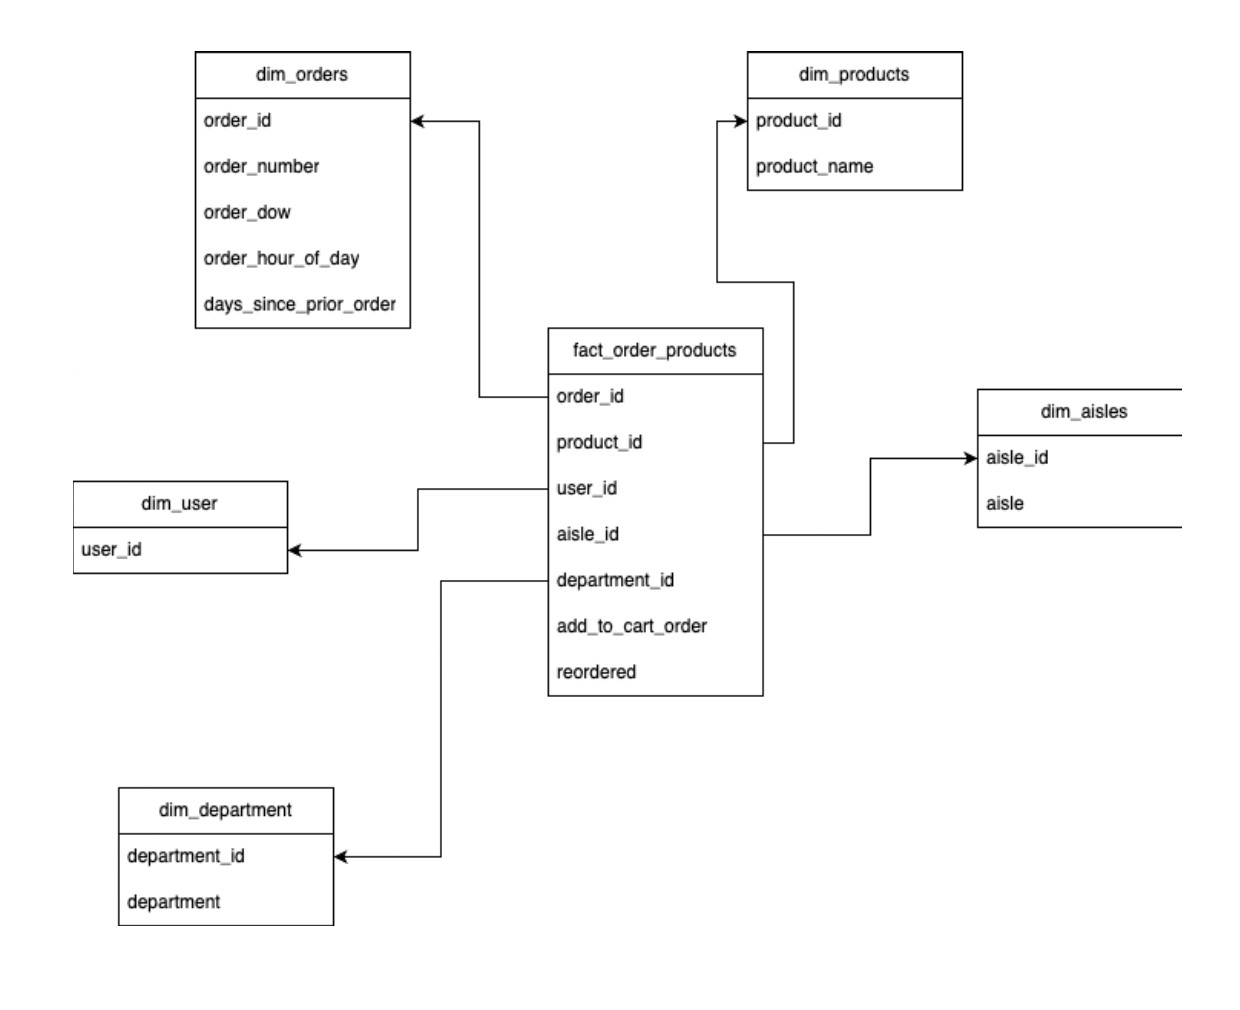 dim_orders
order_id
order_number
order_dow
order_hour_of_day
days_since_prior_order
dim_products
product_id
product_name
fact_order_products
order_id
product_id
user_id
aisle_id
department_id
add_to_cart_order
reordered
dim_aisles
aisle_id
aisle
dim_user
user_id
dim_department
department_id
department